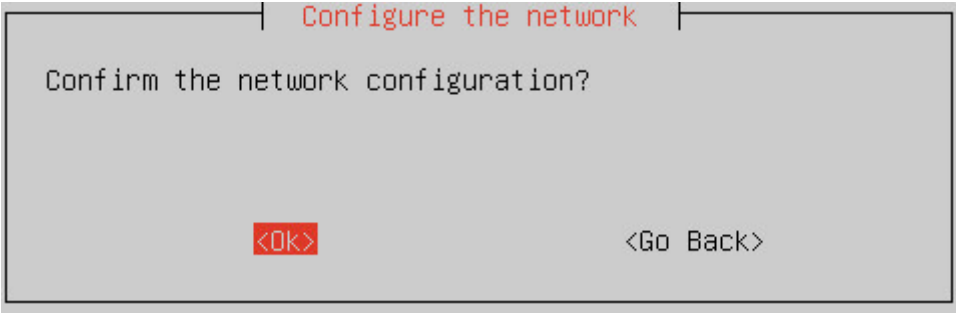 Configure the network
Confirm the network configuration?
<Ok> <Go Back>